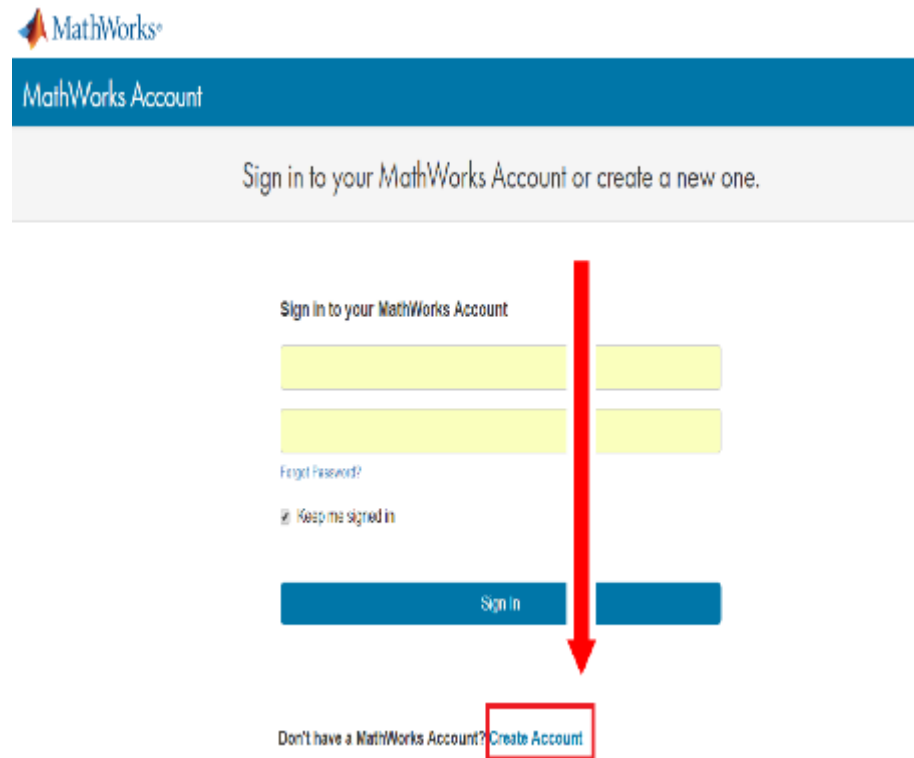 MathWorks®
MathWorks Account
Sign in to your MathWorks Account or create a new one.
Sign in to your MathWorks Account
Forgot Password?
Keep me signed in
Sign In
Don't have a MathWorks Account? Create Account